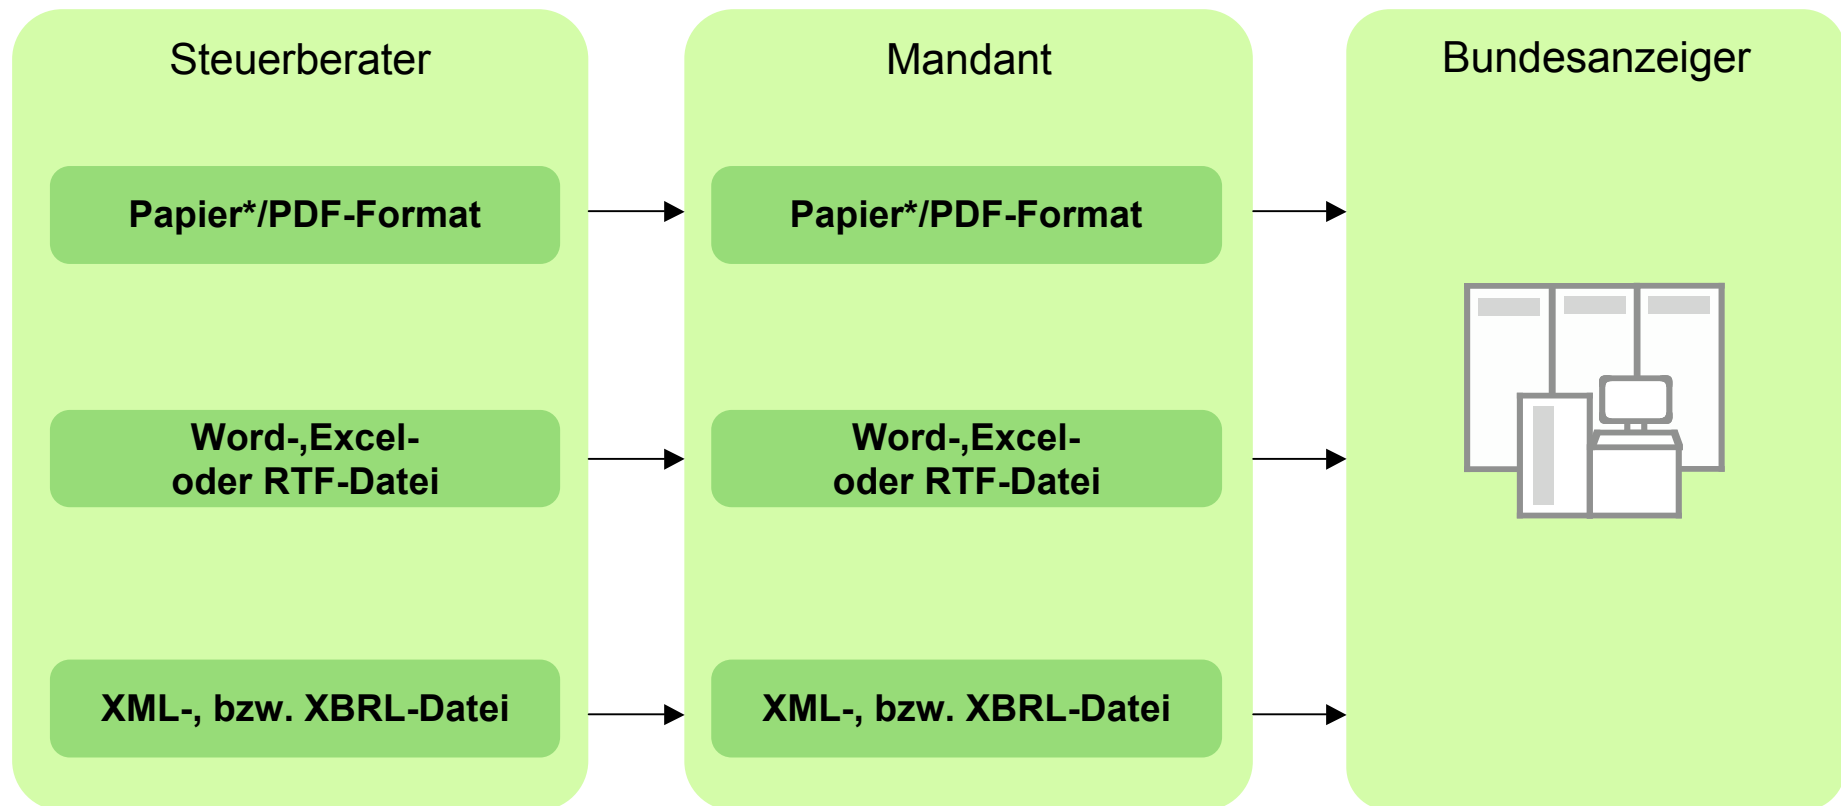 Steuerberater
Mandant
Bundesanzeiger
Papier*/PDF-Format
Papier*/PDF-Format
Word-,Excel-
oder RTF-Datei
Word-,Excel-
oder RTF-Datei
XML-, bzw. XBRL-Datei
XML-, bzw. XBRL-Datei